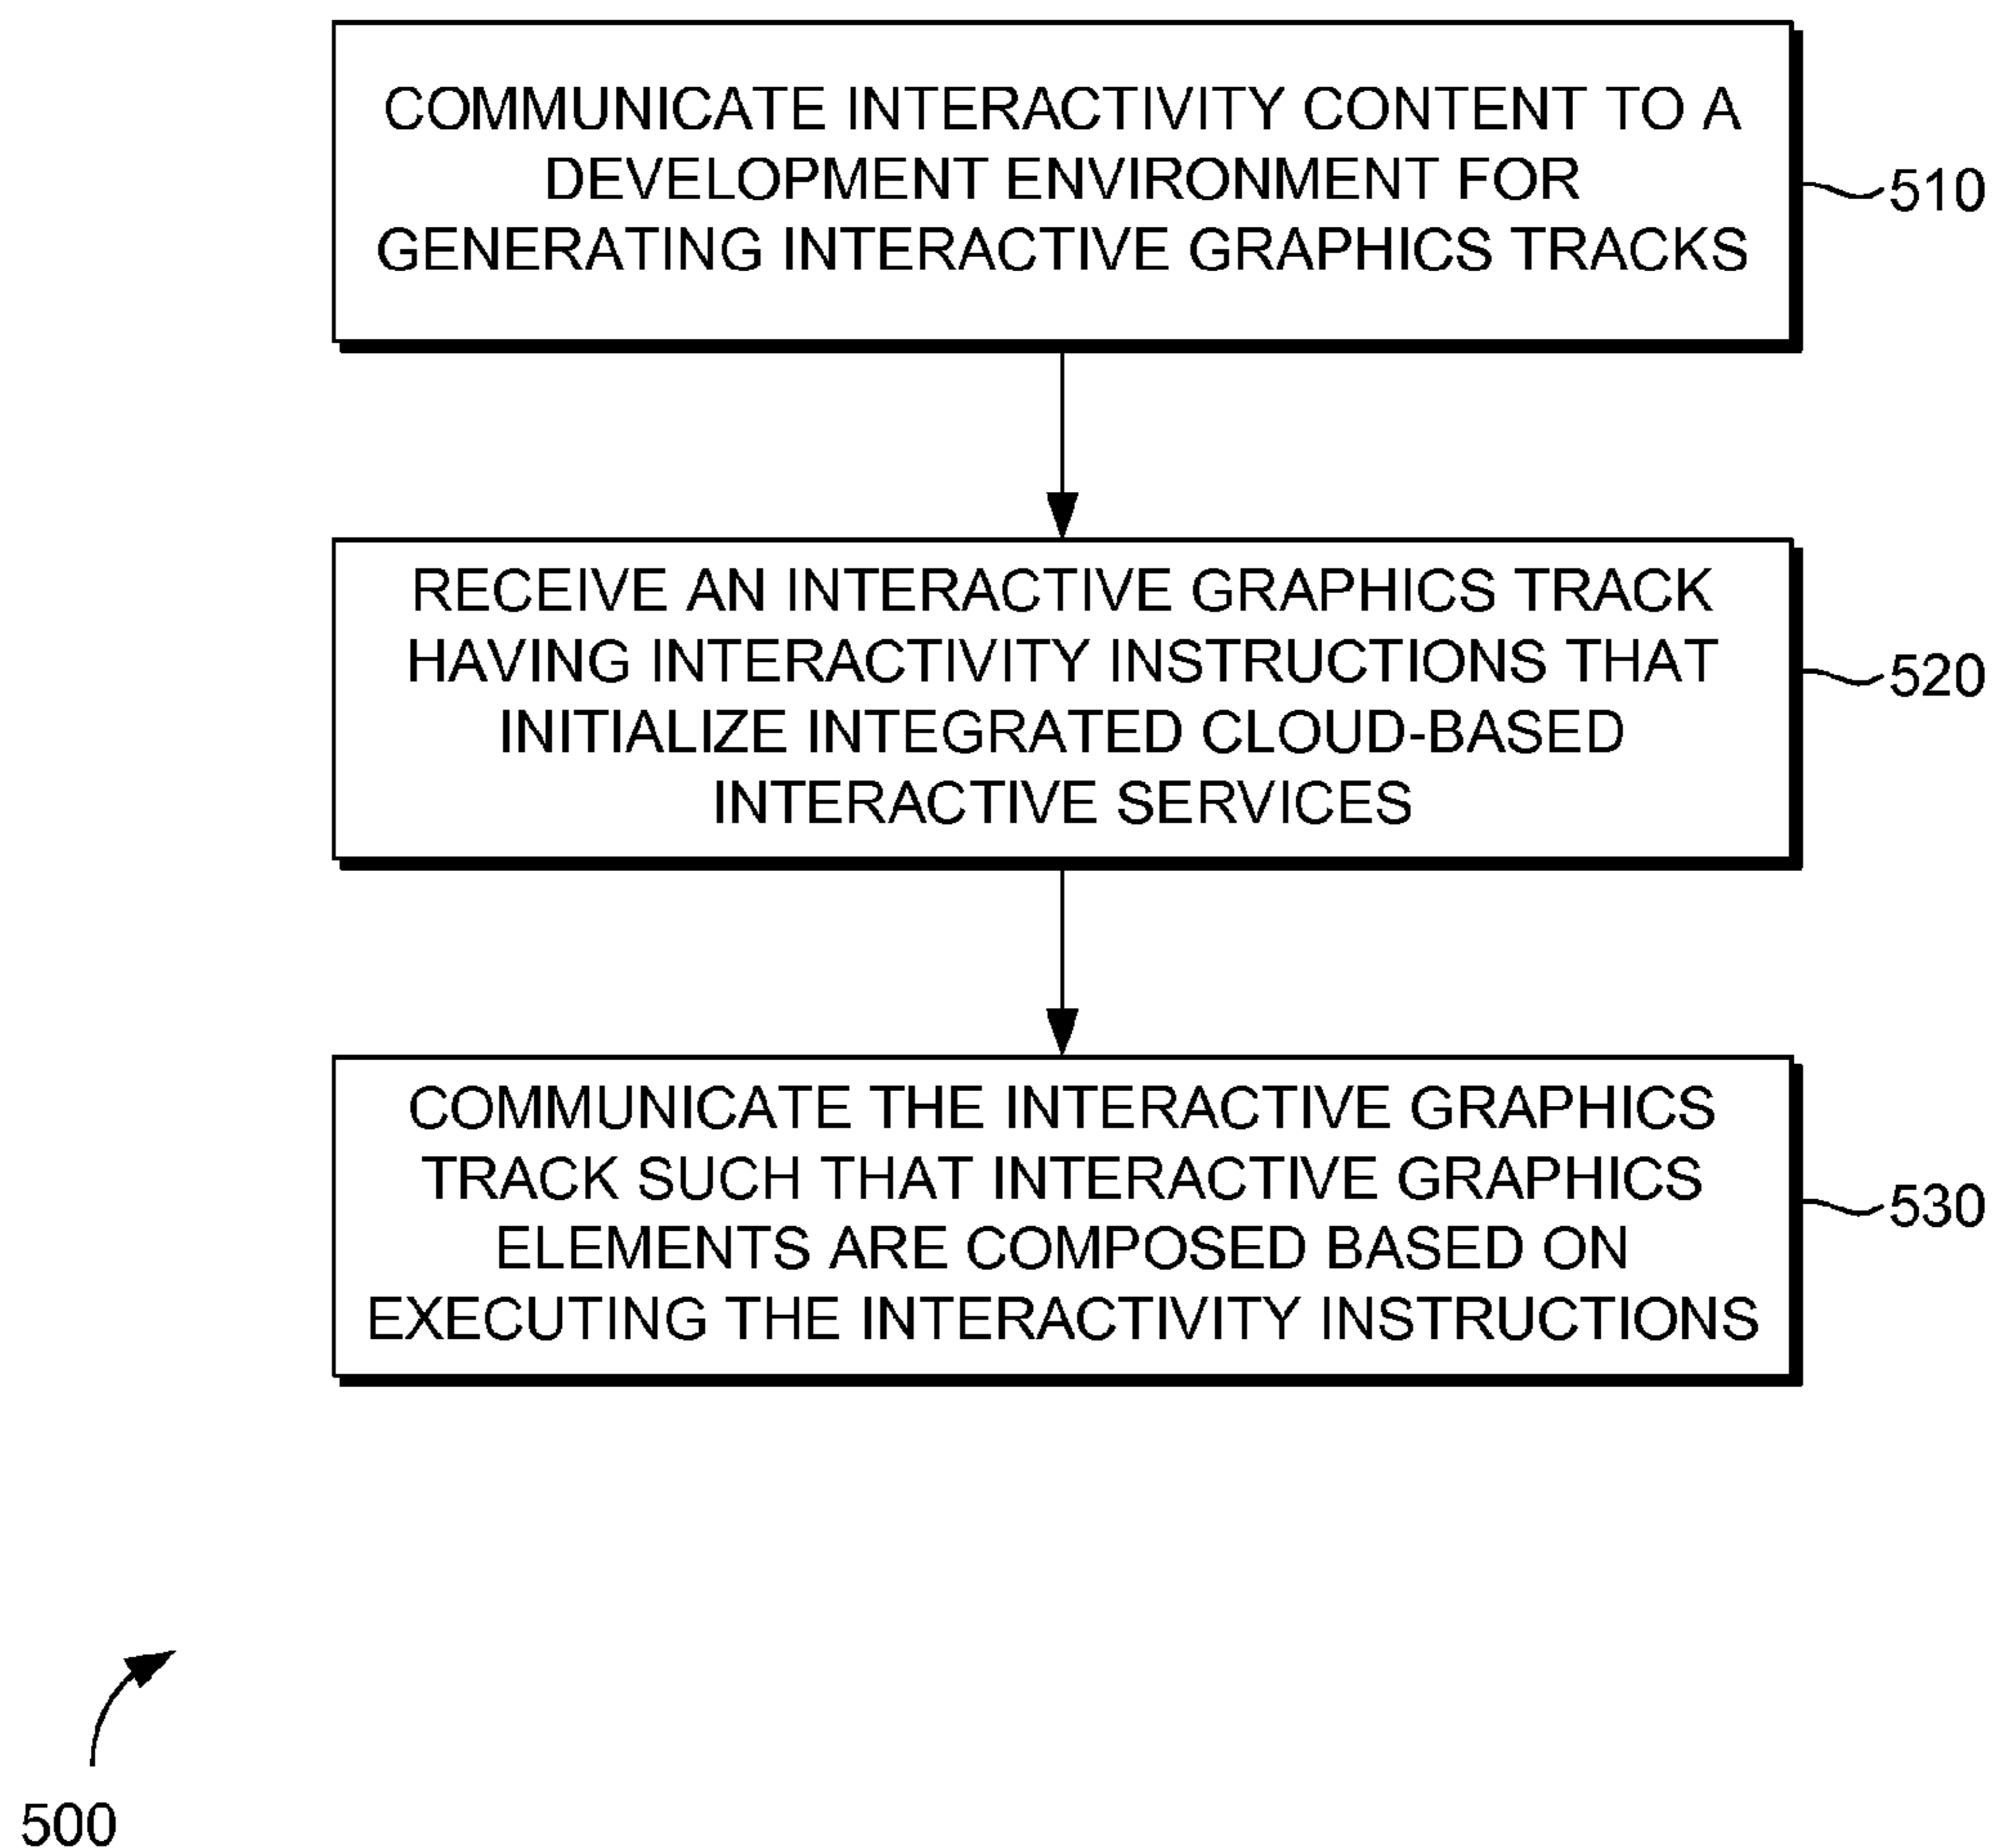 COMMUNICATE INTERACTIVITY CONTENT TO A
DEVELOPMENT ENVIRONMENT FOR
GENERATING INTERACTIVE GRAPHICS TRACKS
510
RECEIVE AN INTERACTIVE GRAPHICS TRACK
HAVING INTERACTIVITY INSTRUCTIONS THAT
INITIALIZE INTEGRATED CLOUD-BASED
INTERACTIVE SERVICES
520
COMMUNICATE THE INTERACTIVE GRAPHICS
TRACK SUCH THAT INTERACTIVE GRAPHICS
ELEMENTS ARE COMPOSED BASED ON
EXECUTING THE INTERACTIVITY INSTRUCTIONS
530
500